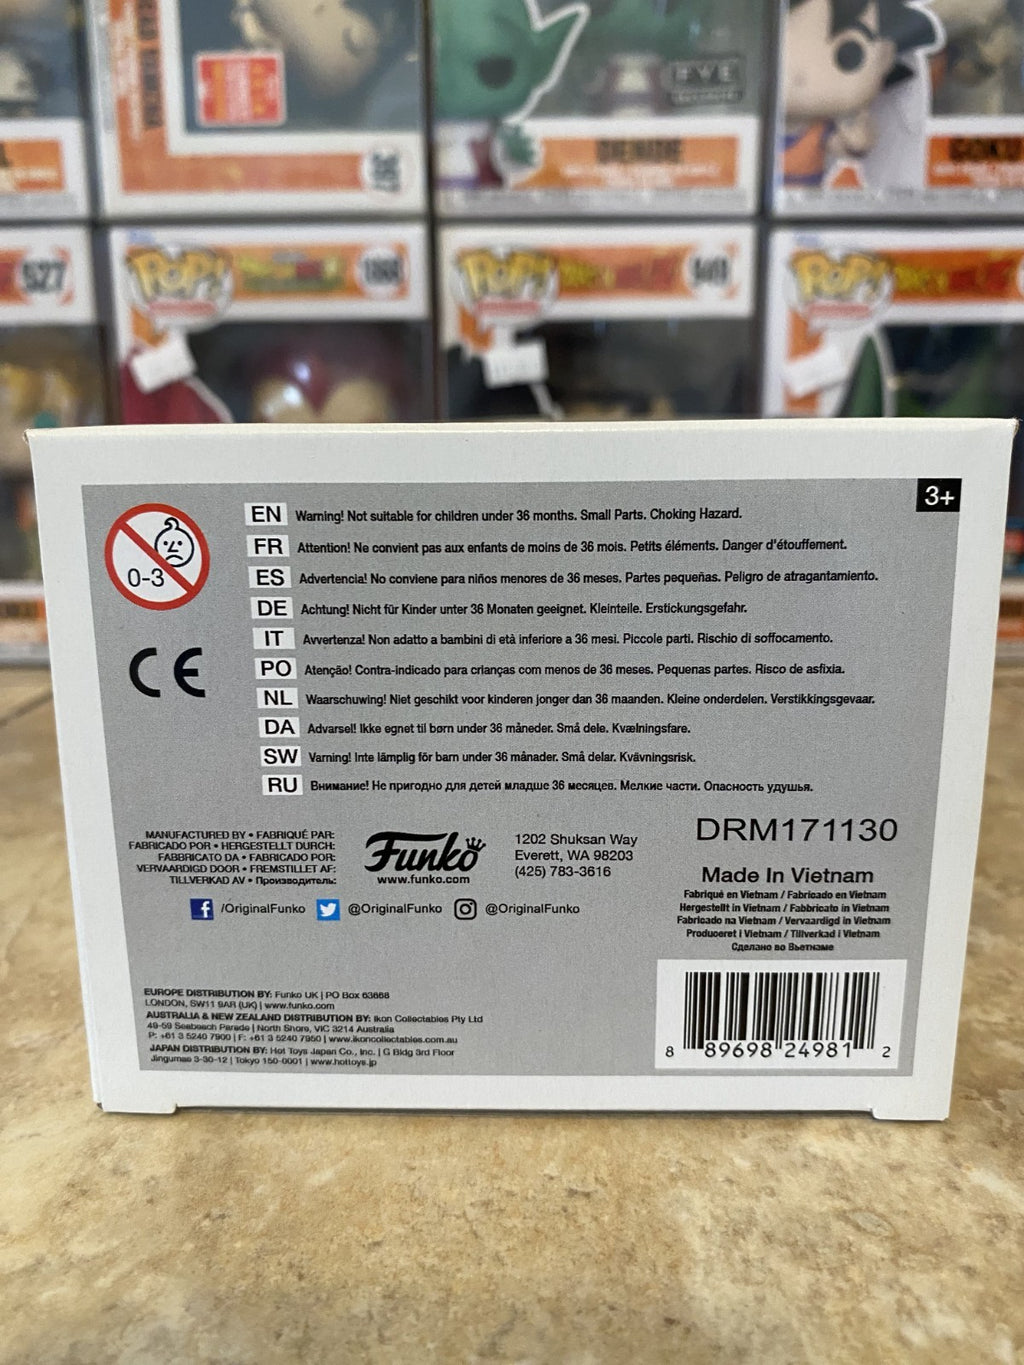 DENDE
GOKU
527
POP!
POP!
POP!
3+
0-3
CE
EN Warning! Not suitable for children under 36 months. Small Parts. Choking Hazard.
FR Attention! Ne convient pas aux enfants de moins de 36 mois. Petits éléments. Danger d'étouffement.
ES Advertencia! No conviene para niños menores de 36 meses. Partes pequeñas. Peligro de atragantamiento.
DE Achtung! Nicht für Kinder unter 36 Monaten geeignet. Kleinteile. Erstickungsgefahr.
IT Avvertenza! Non adatto a bambini di età inferiore a 36 mesi. Piccole parti. Rischio di soffocamento.
PO Atenção! Contra-indicado para crianças com menos de 36 meses. Pequenas partes. Risco de asfixia.
NL Waarschuwing! Niet geschikt voor kinderen jonger dan 36 maanden. Kleine onderdelen. Verstikkingsgevaar.
DA Advarsel! Ikke egnet til børn under 36 måneder. Små dele. Kvælningsfare.
SW Varning! Inte lämplig för barn under 36 månader. Små delar. Kvävningsrisk.
RU Внимание! Не пригодно для детей младше 36 месяцев. Мелкие части. Опасность удушья.
MANUFACTURED BY • FABRIQUÉ PAR:
FABRICADO POR • HERGESTELLT DURCH:
FABBRICATO DA • FABRICADO POR:
VERVAARDIGD DOOR • FREMSTILLET AF:
TILLVERKAD AV • Производитель:
Funko
www.funko.com
1202 Shuksan Way
Everett, WA 98203
(425) 783-3616
/OriginalFunko @OriginalFunko @OriginalFunko
DRM171130
Made In Vietnam
Fabriqué en Vietnam / Fabricado en Vietnam
Hergestellt in Vietnam / Fabbricato in Vietnam
Fabricado na Vietnam / Vervaardigd in Vietnam
Produceret i Vietnam / Tillverkad i Vietnam
Сделано во Вьетнаме
EUROPE DISTRIBUTION BY: Funko UK | PO Box 63668
LONDON, SW11 9AR (UK) | www.funko.com
AUSTRALIA & NEW ZEALAND DISTRIBUTION BY: Ikon Collectables Pty Ltd
49-59 Seabeach Parade | North Shore, VIC 3214 Australia
P: +61 3 5240 7900 | F: +61 3 5240 7950 | www.ikoncollectables.com.au
JAPAN DISTRIBUTION BY: Hot Toys Japan Co., Inc. | G Bldg 3rd Floor
Jingumae 3-30-12 | Tokyo 150-0001 | www.hottoys.jp
8 89698 24981 2